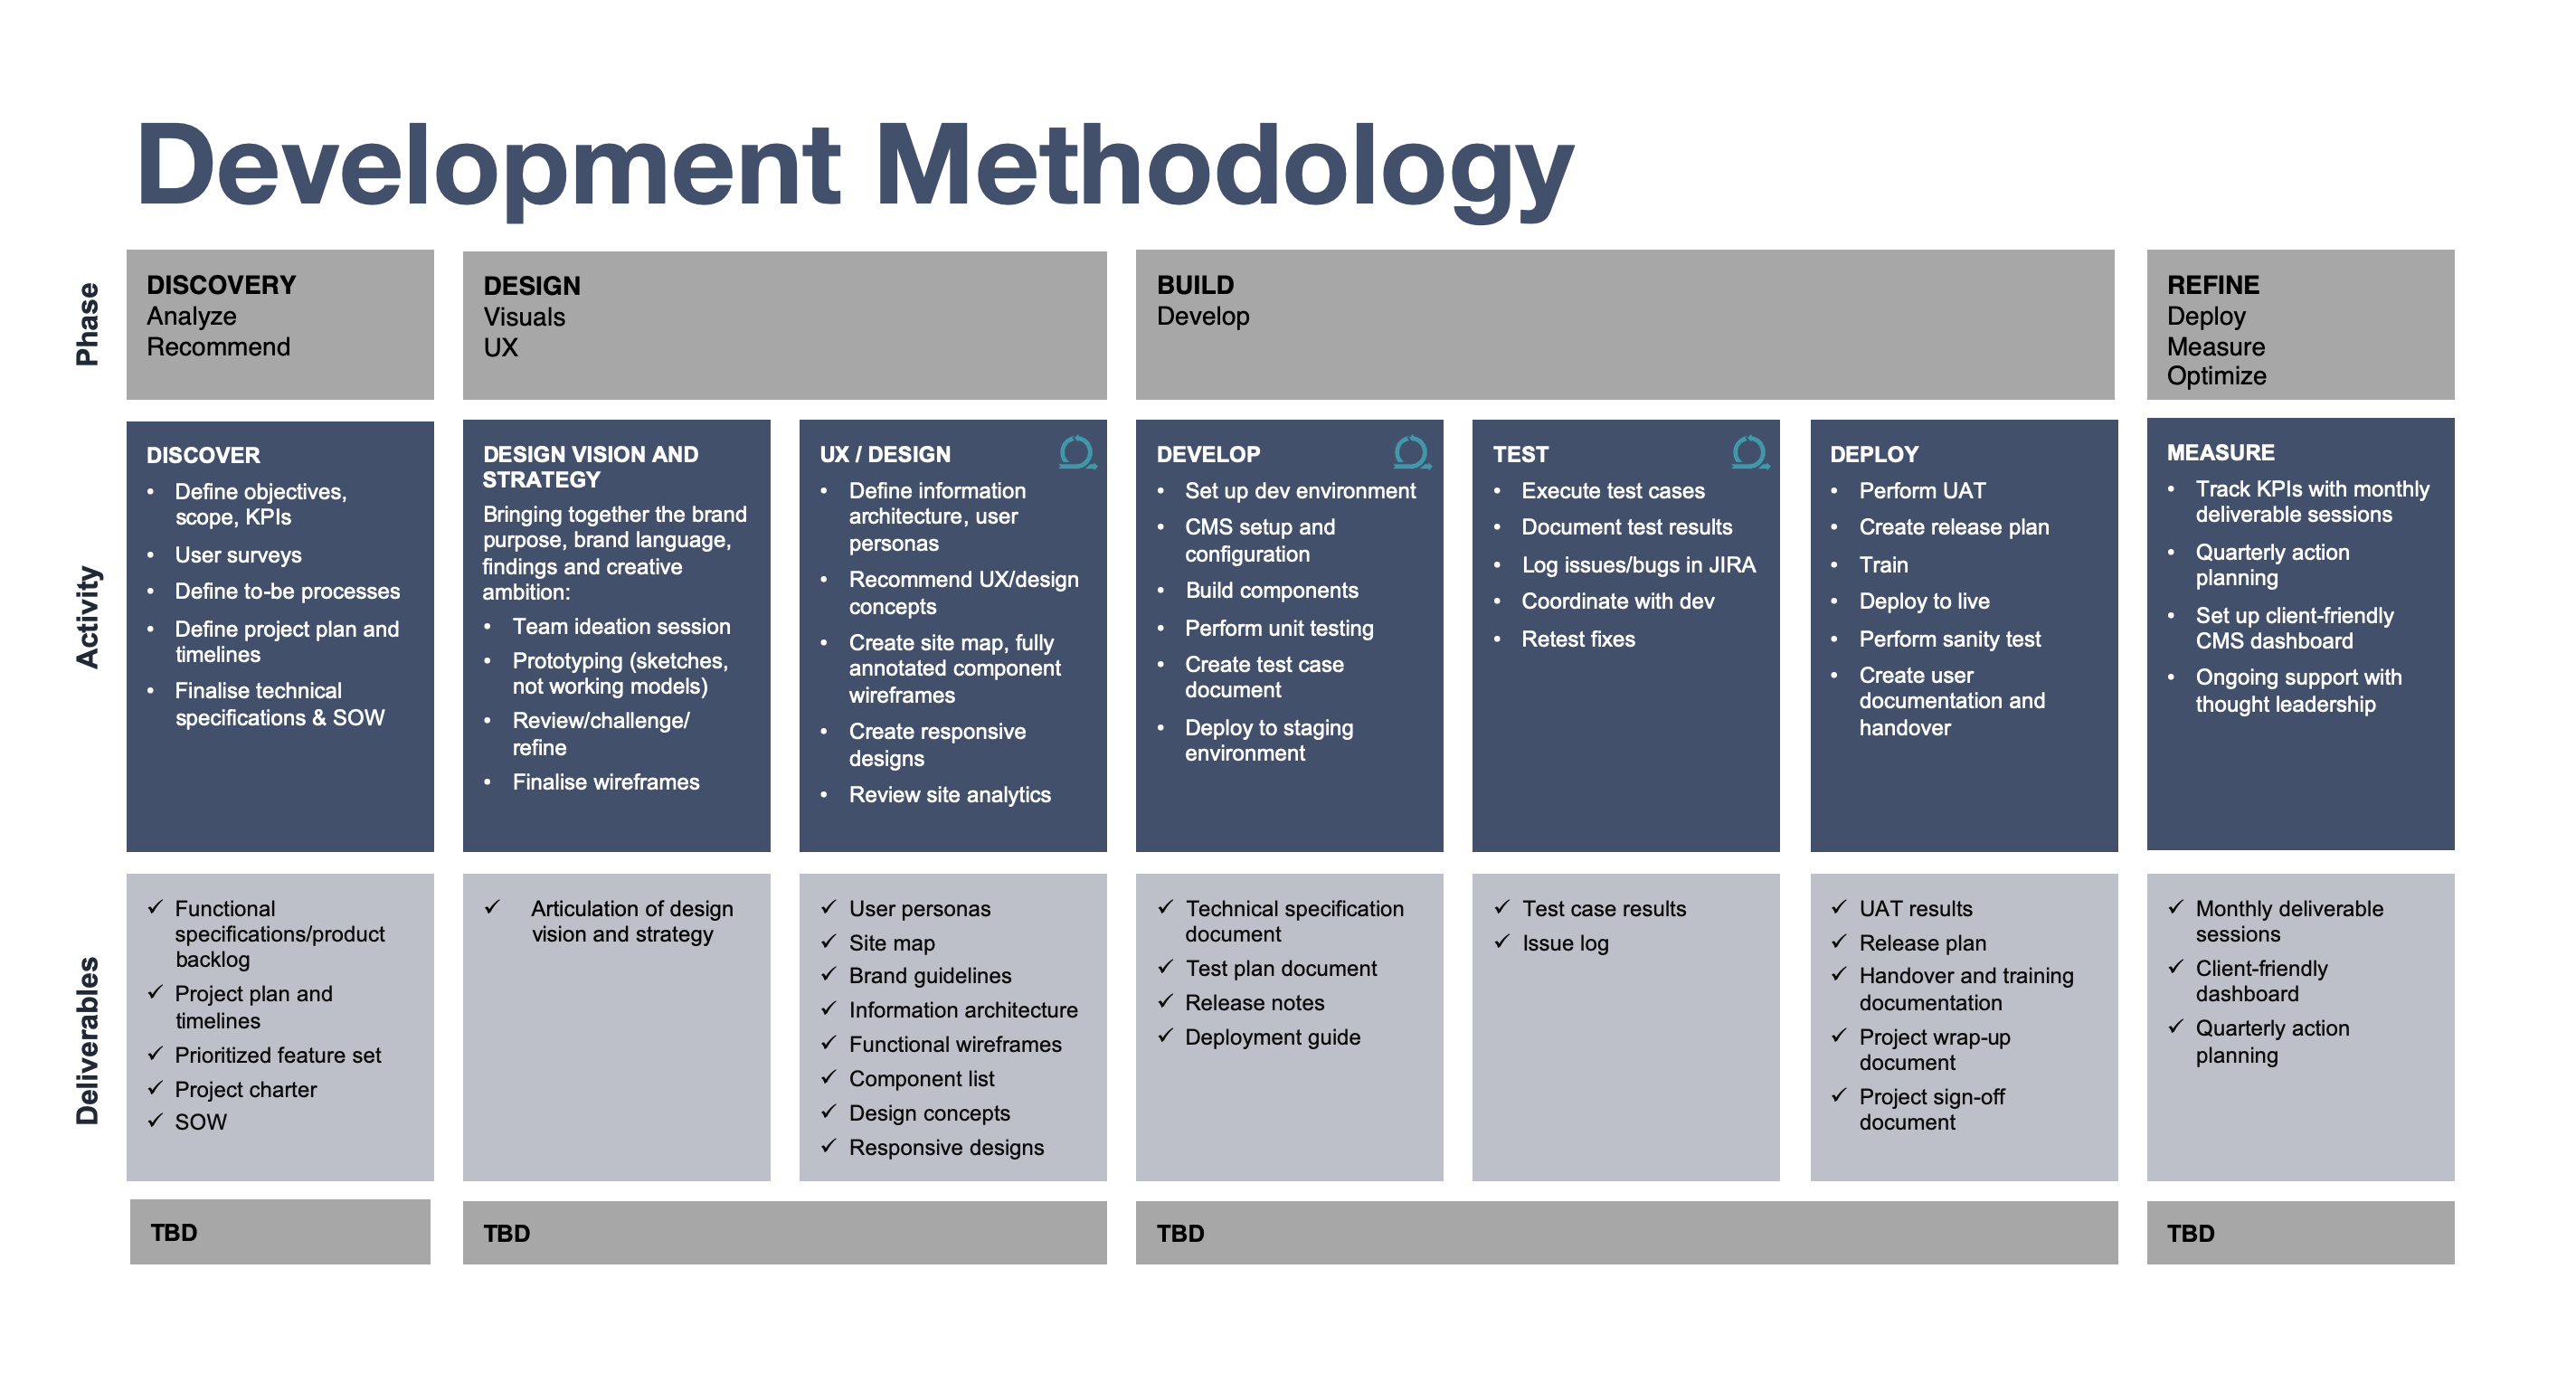 Development Methodology
Phase
DISCOVERY
Analyze
Recommend
DESIGN
Visuals
UX
BUILD
Develop
REFINE
Deploy
Measure
Optimize
Activity
DISCOVER
• Define objectives,
scope, KPIs
• User surveys
• Define to-be processes
• Define project plan and
timelines
• Finalise technical
specifications & SOW
DESIGN VISION AND
STRATEGY
Bringing together the brand
purpose, brand language,
findings and creative
ambition:
• Team ideation session
• Prototyping (sketches,
not working models)
• Review/challenge/
refine
• Finalise wireframes
UX / DESIGN
• Define information
architecture, user
personas
• Recommend UX/design
concepts
• Create site map, fully
annotated component
wireframes
• Create responsive
designs
• Review site analytics
DEVELOP
• Set up dev environment
• CMS setup and
configuration
• Build components
• Perform unit testing
• Create test case
document
• Deploy to staging
environment
TEST
• Execute test cases
• Document test results
• Log issues/bugs in JIRA
• Coordinate with dev
• Retest fixes
DEPLOY
• Perform UAT
• Create release plan
• Train
• Deploy to live
• Perform sanity test
• Create user
documentation and
handover
MEASURE
• Track KPIs with monthly
deliverable sessions
• Quarterly action
planning
• Set up client-friendly
CMS dashboard
• Ongoing support with
thought leadership
Deliverables
✓ Functional
specifications/product
backlog
✓ Project plan and
timelines
✓ Prioritized feature set
✓ Project charter
✓ SOW
✓ Articulation of design
vision and strategy
✓ User personas
✓ Site map
✓ Brand guidelines
✓ Information architecture
✓ Functional wireframes
✓ Component list
✓ Design concepts
✓ Responsive designs
✓ Technical specification
document
✓ Test plan document
✓ Release notes
✓ Deployment guide
✓ Test case results
✓ Issue log
✓ UAT results
✓ Release plan
✓ Handover and training
documentation
✓ Project wrap-up
document
✓ Project sign-off
document
✓ Monthly deliverable
sessions
✓ Client-friendly
dashboard
✓ Quarterly action
planning
TBD
TBD
TBD
TBD